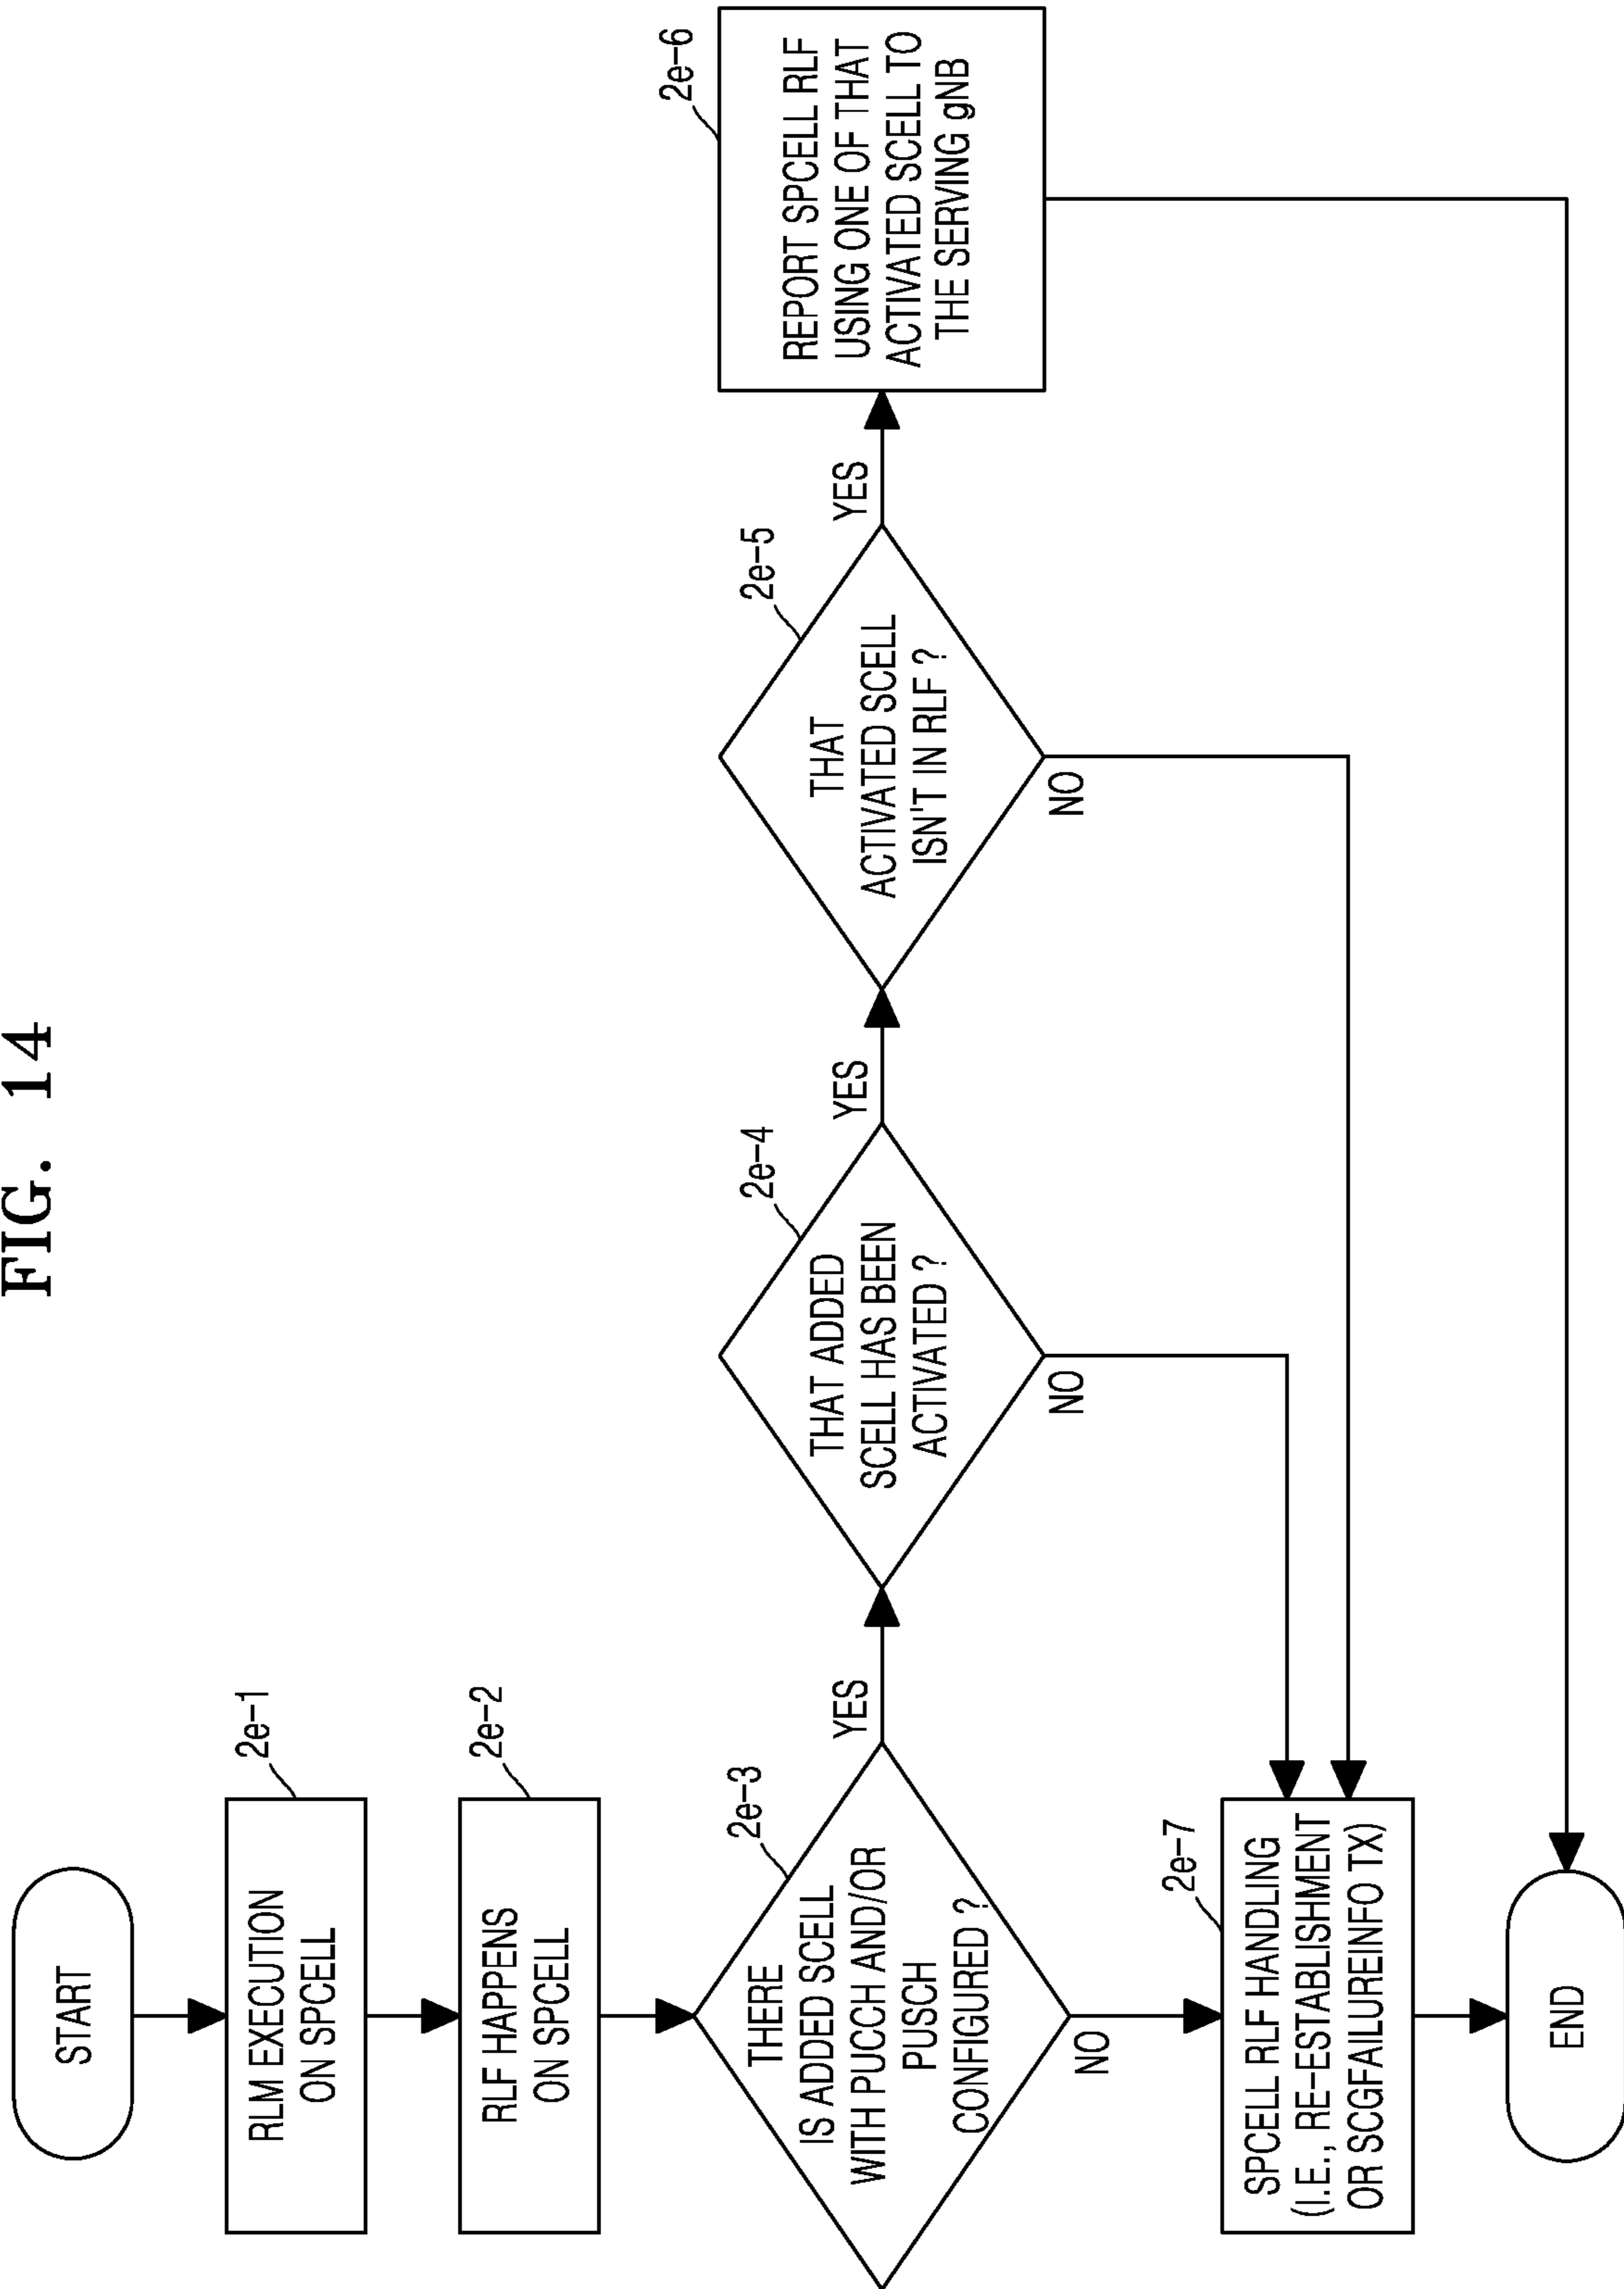 FIG. 14
START
2e-1
RLM EXECUTION
ON SPCELL
2e-2
RLF HAPPENS
ON SPCELL
2e-3
THERE
IS ADDED SCELL
WITH PUCCH AND/OR
PUSCH
CONFIGURED ?
YES
NO
2e-4
THAT ADDED
SCELL HAS BEEN
ACTIVATED ?
YES
NO
2e-5
THAT
ACTIVATED SCELL
ISN'T IN RLF ?
YES
NO
2e-6
REPORT SPCELL RLF
USING ONE OF THAT
ACTIVATED SCELL TO
THE SERVING gNB
2e-7
SPCELL RLF HANDLING
(I.E., RE-ESTABLISHMENT
OR SCGFAILUREINFO TX)
END